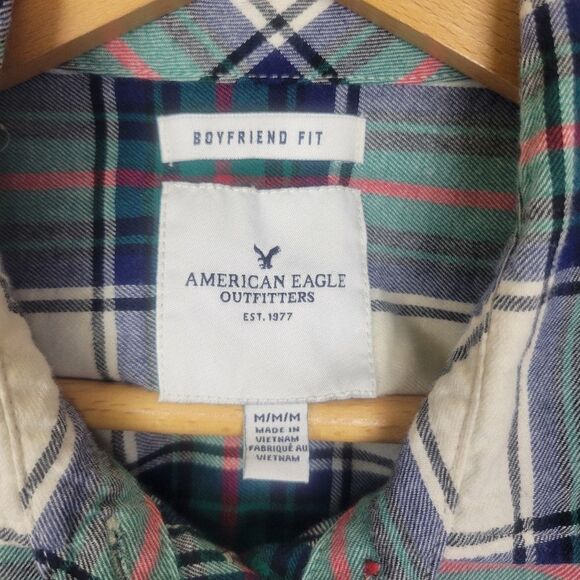 BOYFRIEND FIT
AMERICAN EAGLE
OUTFITTERS
EST. 1977
M/M/M
MADE IN
VIETNAM
FABRIQUÉ AU
VIETNAM